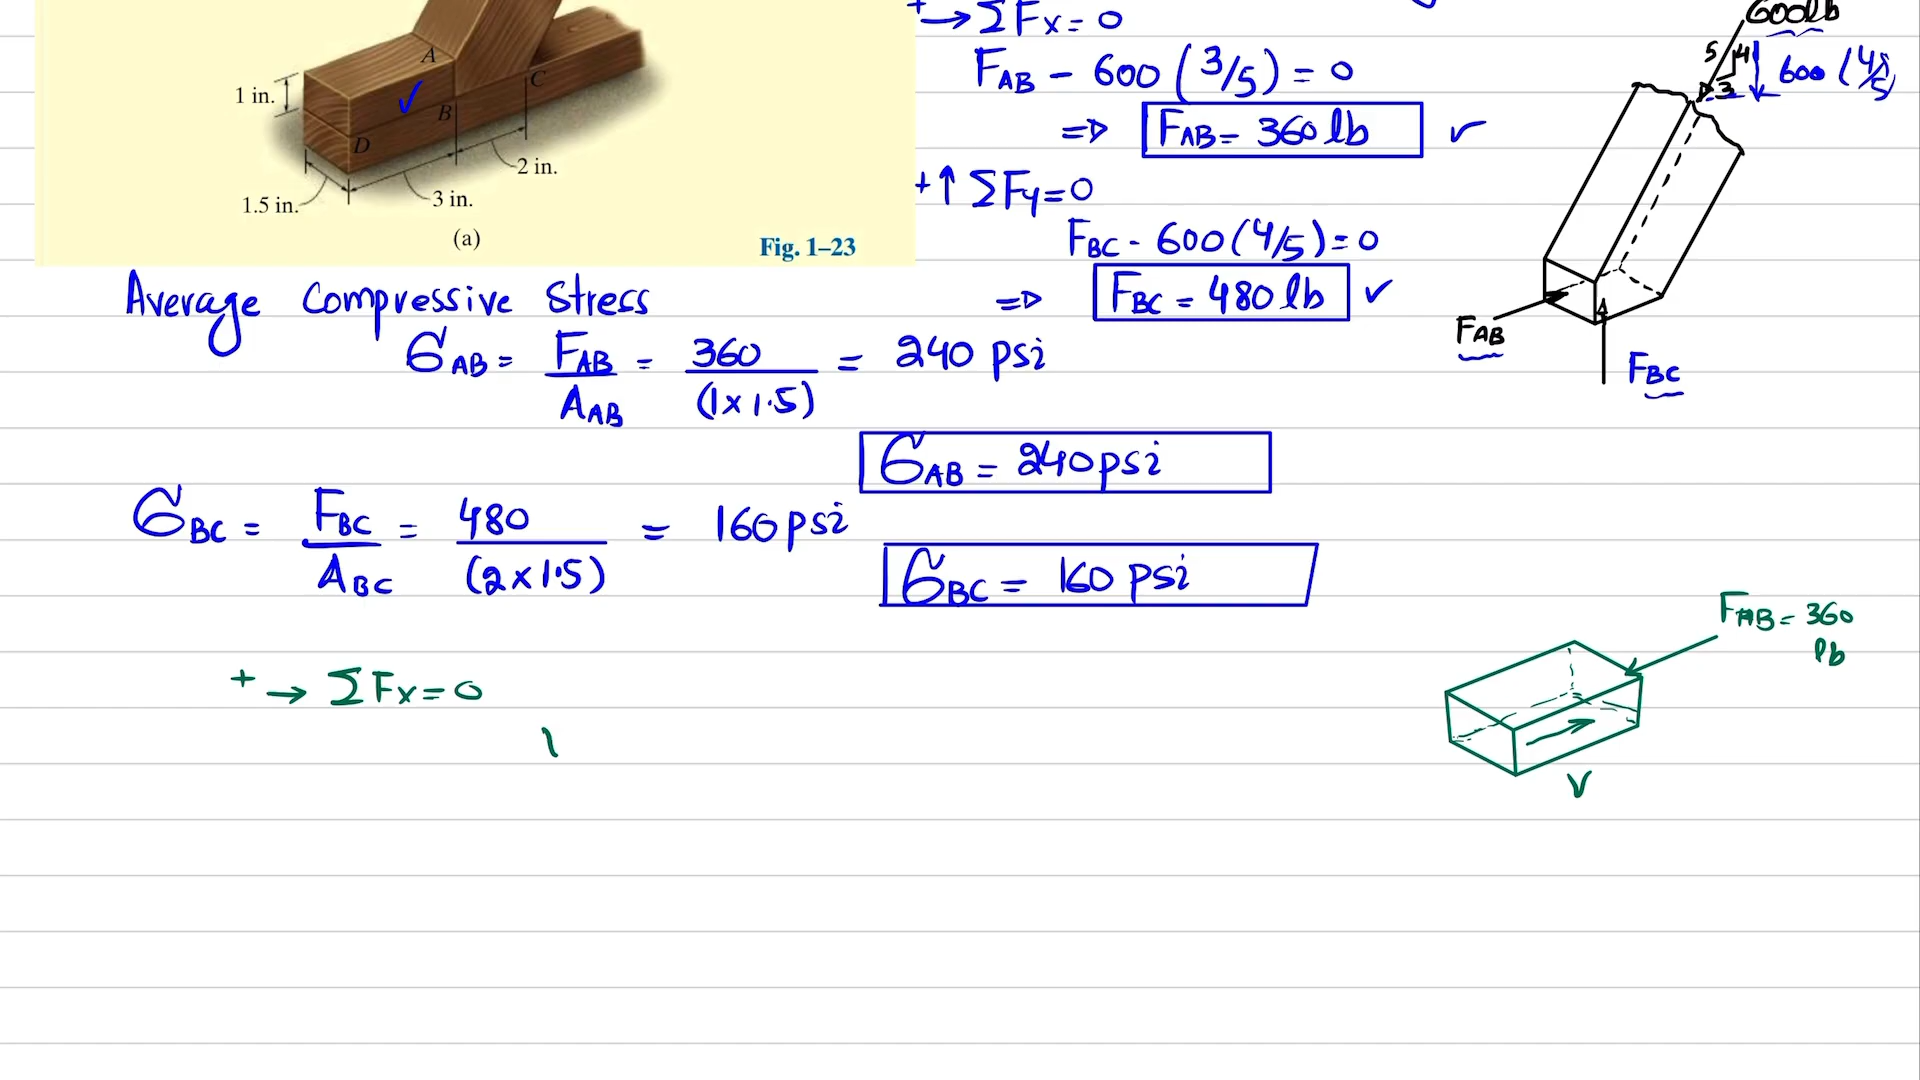 A
1 in.
C
B
D
2 in.
3 in.
1.5 in.
(a)
Fig. 1–23
+ → ΣFx = 0
FAB - 600 (3/5) = 0
=> FAB = 360 lb ✓
+↑ ΣFy = 0
FBC - 600 (4/5) = 0
=> FBC = 480 lb ✓
600lb
5 4
3
600 (4/5)
FAB
FBC
Average Compressive Stress
σAB = FAB/AAB = 360/(1x1.5) = 240 psi
σAB = 240psi
σBC = FBC/ABC = 480/(2x1.5) = 160psi
σBC = 160 psi
FAB = 360
lb
V
+ → ΣFx = 0